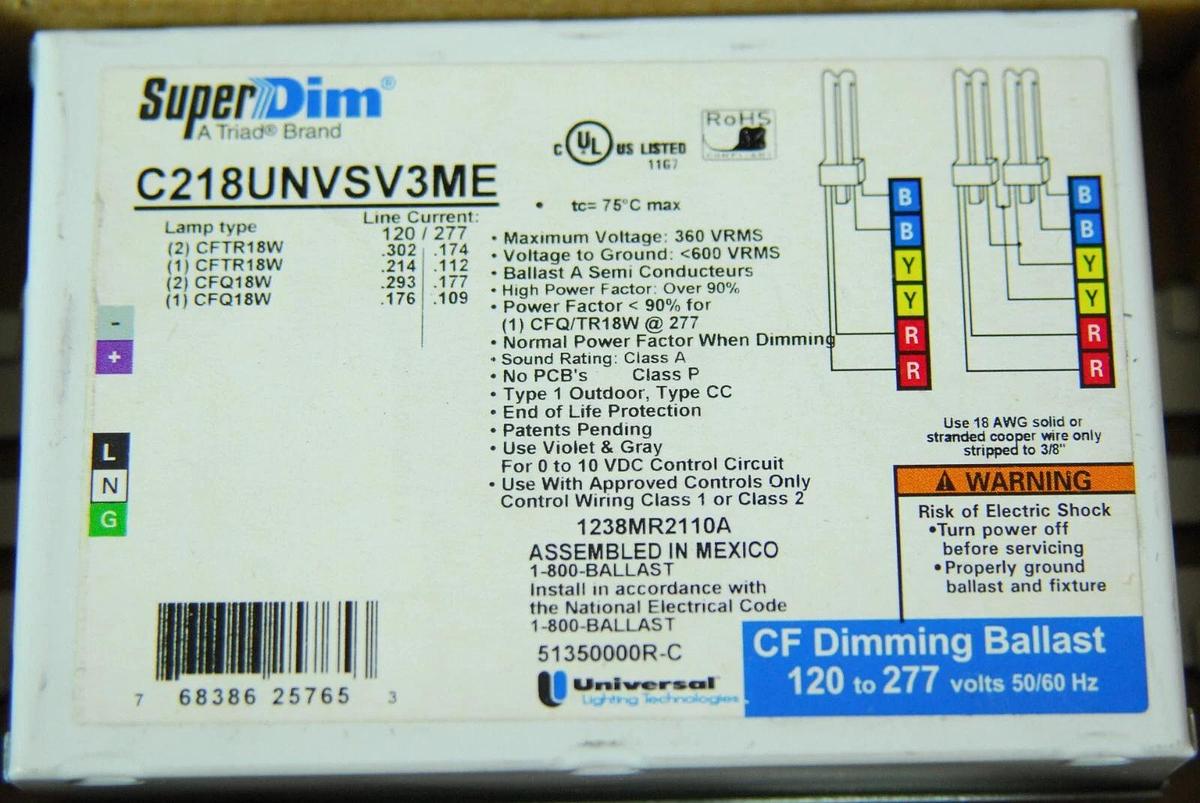 SuperDim®
A Triad® Brand
C218UNVSV3ME
Lamp type
Line Current:
120 / 277
(2) CFTR18W .302 .174
(1) CFTR18W .214 .112
(2) CFQ18W .293 .177
(1) CFQ18W .176 .109
-
+
L
N
G
C UL US LISTED
1167
RoHS
COMPLIANT
• tc= 75°C max
• Maximum Voltage: 360 VRMS
• Voltage to Ground: <600 VRMS
• Ballast A Semi Conducteurs
• High Power Factor: Over 90%
• Power Factor < 90% for
(1) CFQ/TR18W @ 277
• Normal Power Factor When Dimming
• Sound Rating: Class A
• No PCB's Class P
• Type 1 Outdoor, Type CC
• End of Life Protection
• Patents Pending
• Use Violet & Gray
For 0 to 10 VDC Control Circuit
• Use With Approved Controls Only
Control Wiring Class 1 or Class 2
1238MR2110A
ASSEMBLED IN MEXICO
1-800-BALLAST
Install in accordance with
the National Electrical Code
1-800-BALLAST
51350000R-C
Universal
Lighting Technologies
B
B
Y
Y
R
R
B
B
Y
Y
R
R
Use 18 AWG solid or
stranded cooper wire only
stripped to 3/8"
WARNING
Risk of Electric Shock
•Turn power off
before servicing
•Properly ground
ballast and fixture
CF Dimming Ballast
120 to 277 volts 50/60 Hz
7 68386 25765 3